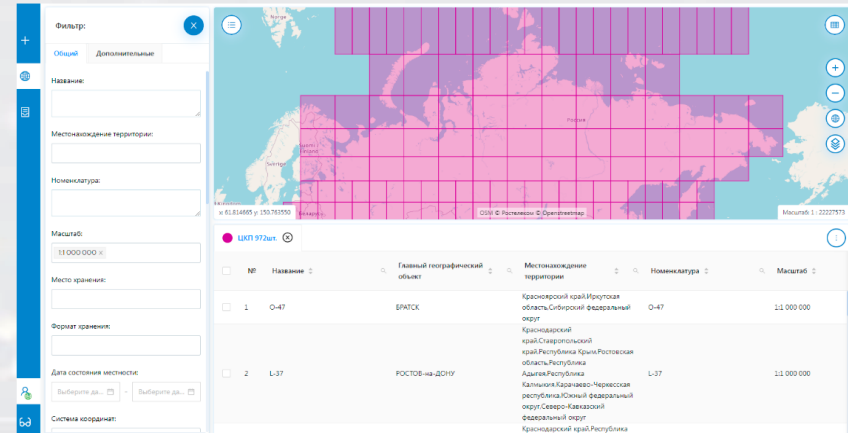 Фильтр:
Общий
Дополнительные
Название:
Местонахождение территории:
Номенклатура:
Масштаб:
1:1 000 000 ×
Место хранения:
Формат хранения:
Дата состояния местности:
Выберите да...
–
Выберите да...
Система координат:
Norge
Sverige
Россия
x: 61.814665 y: 150.763550
OSM © Ростелеком © Openstreetmap
Масштаб 1 : 22227573
ЦКП 972шт.
№
Название
Главный географический
объект
Местонахождение
территории
Номенклатура
Масштаб
1
O-47
БРАТСК
Красноярский край,Иркутская
область,Сибирский федеральный
округ
O-47
1:1 000 000
2
L-37
РОСТОВ-на-ДОНУ
Краснодарский
край,Ставропольский
край,Республика Крым,Ростовская
область,Республика
Адыгея,Республика
Калмыкия,Карачаево-Черкесская
республика,Южный федеральный
округ,Северо-Кавказский
федеральный округ
L-37
1:1 000 000
Краснодарский край,Республика